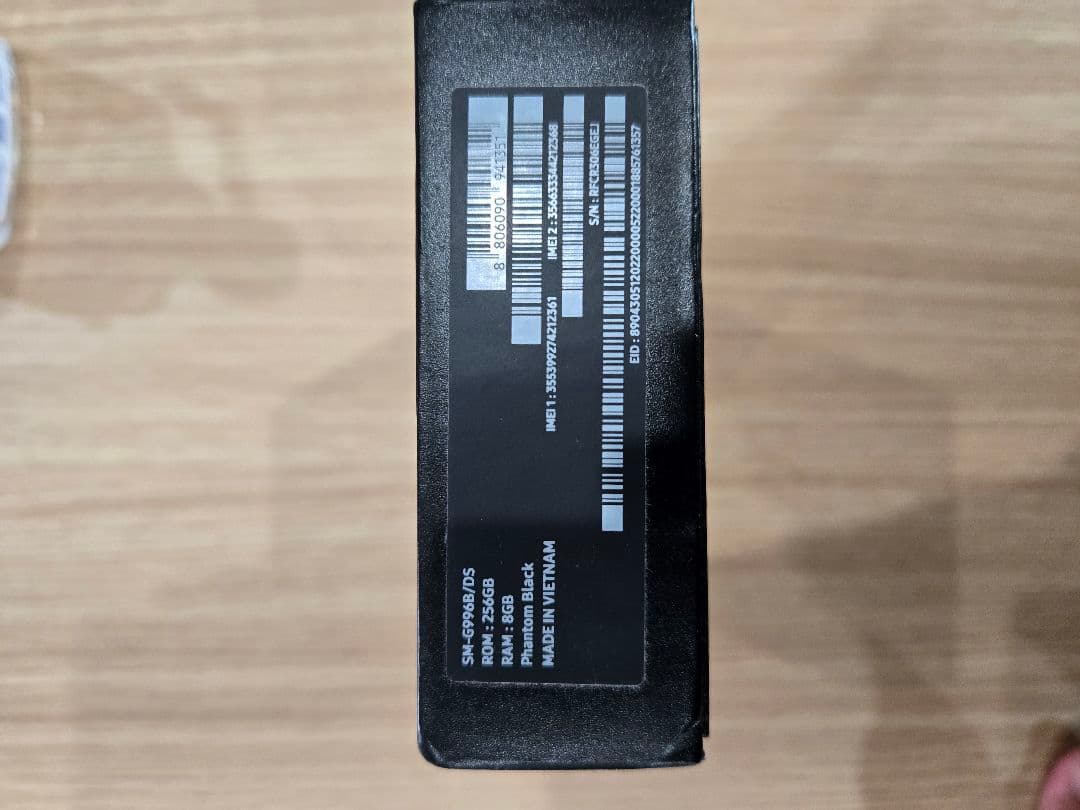 SM-G996B/DS
ROM : 256GB
RAM : 8GB
Phantom Black
MADE IN VIETNAM
8 806090 941351
IMEI 1 : 355399274212361
IMEI 2 : 356633344212368
S/N : RFCR306EGEJ
EID : 89043051202200005220001885761357